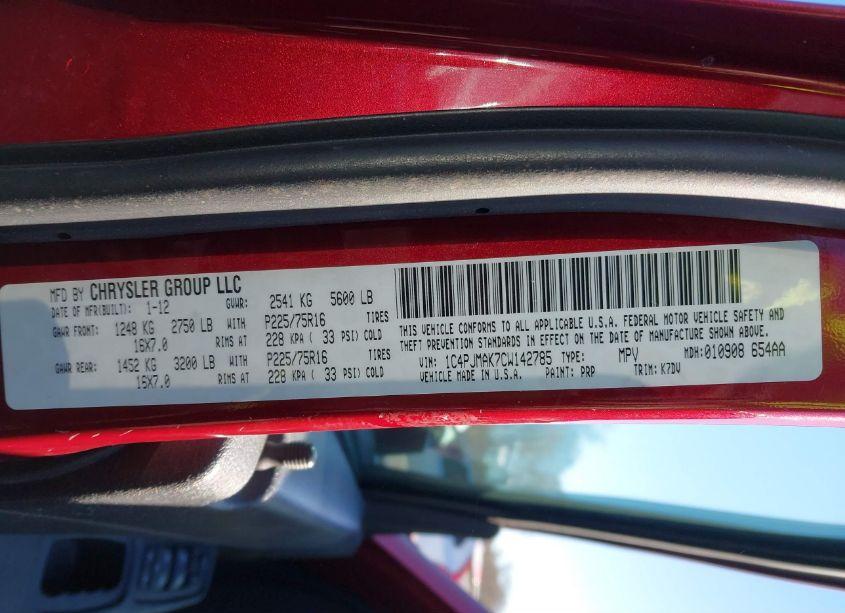 MFD BY CHRYSLER GROUP LLC
DATE OF MFR(BUILT): 1-12 GVWR: 2541 KG 5600 LB
GAWR FRONT: 1248 KG 2750 LB WITH P225/75R16 TIRES
16X7.0 RIMS AT 228 KPA ( 33 PSI) COLD
GAWR REAR: 1452 KG 3200 LB WITH P225/75R16 TIRES
16X7.0 RIMS AT 228 KPA ( 33 PSI) COLD
THIS VEHICLE CONFORMS TO ALL APPLICABLE U.S.A. FEDERAL MOTOR VEHICLE SAFETY AND
THEFT PREVENTION STANDARDS IN EFFECT ON THE DATE OF MANUFACTURE SHOWN ABOVE.
VIN: 1C4PJMAK7CW142785 TYPE: MPV MDH:010908 654AA
VEHICLE MADE IN U.S.A. PAINT: PRP TRIM: K7DV